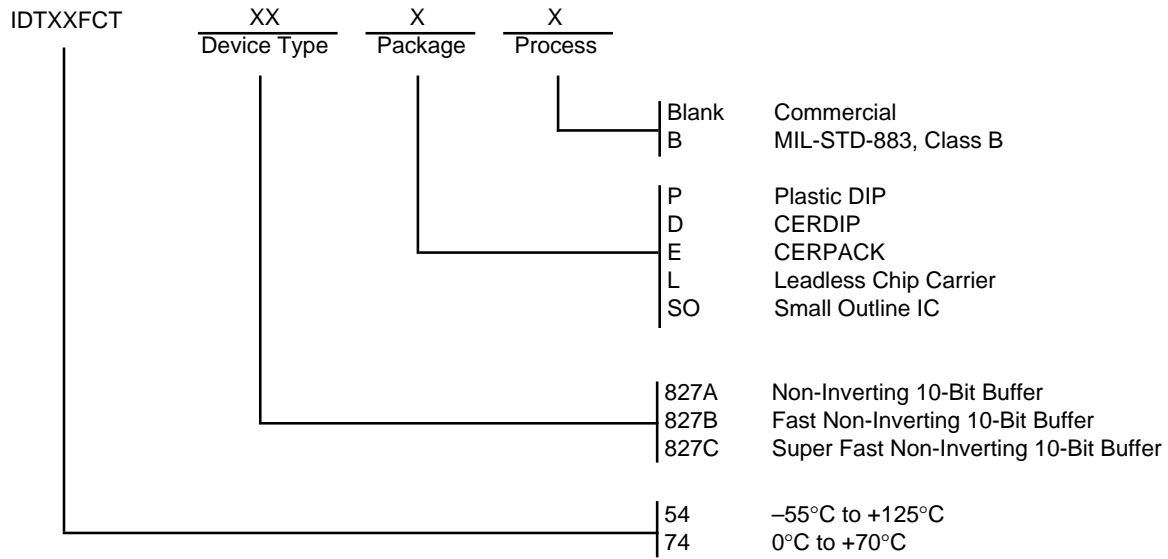 IDTXXFCT XX X X
Device Type Package Process
Blank Commercial
B MIL-STD-883, Class B
P Plastic DIP
D CERDIP
E CERPACK
L Leadless Chip Carrier
SO Small Outline IC
827A Non-Inverting 10-Bit Buffer
827B Fast Non-Inverting 10-Bit Buffer
827C Super Fast Non-Inverting 10-Bit Buffer
54 –55°C to +125°C
74 0°C to +70°C